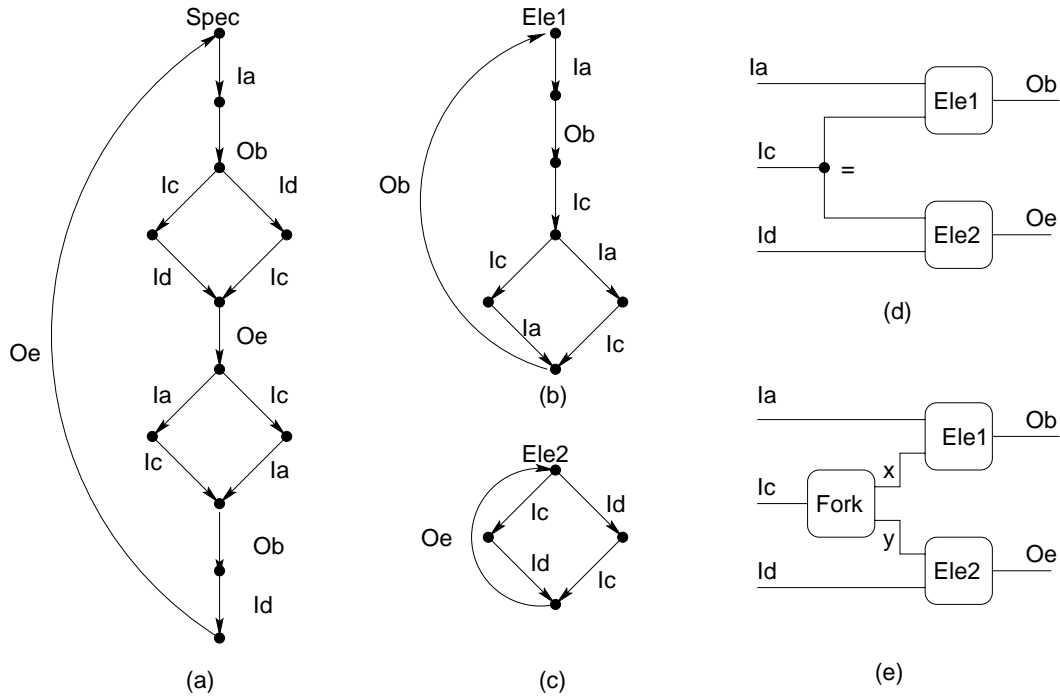 Spec
Ia
Ob
Ic
Id
Id
Ic
Oe
Oe
Ia
Ic
Ic
Ia
Ob
Id
(a)
Ele1
Ia
Ob
Ob
Ic
Ic
Ia
Ia
Ic
(b)
Ele2
Ic
Id
Oe
Id
Ic
(c)
Ia
Ele1
Ob
Ic
=
Id
Ele2
Oe
(d)
Ia
Ele1
Ob
x
Ic
Fork
y
Id
Ele2
Oe
(e)